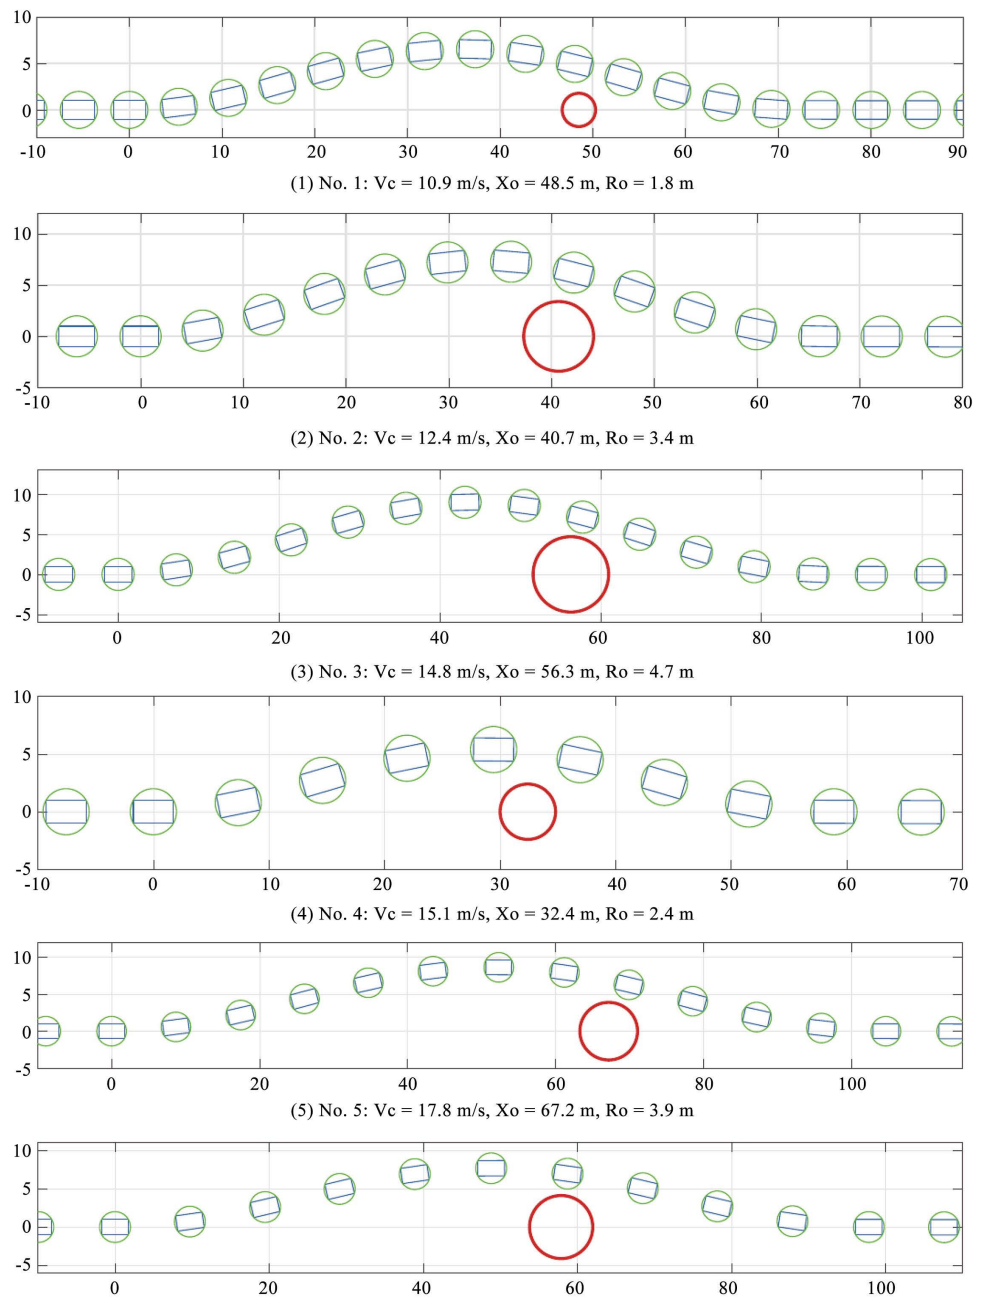 10
5
0
-10 0 10 20 30 40 50 60 70 80 90
(1) No. 1: Vc = 10.9 m/s, Xo = 48.5 m, Ro = 1.8 m
10
5
0
-5
-10 0 10 20 30 40 50 60 70 80
(2) No. 2: Vc = 12.4 m/s, Xo = 40.7 m, Ro = 3.4 m
10
5
0
-5
0 20 40 60 80 100
(3) No. 3: Vc = 14.8 m/s, Xo = 56.3 m, Ro = 4.7 m
10
5
0
-5
-10 0 10 20 30 40 50 60 70
(4) No. 4: Vc = 15.1 m/s, Xo = 32.4 m, Ro = 2.4 m
10
5
0
-5
0 20 40 60 80 100
(5) No. 5: Vc = 17.8 m/s, Xo = 67.2 m, Ro = 3.9 m
10
5
0
-5
0 20 40 60 80 100